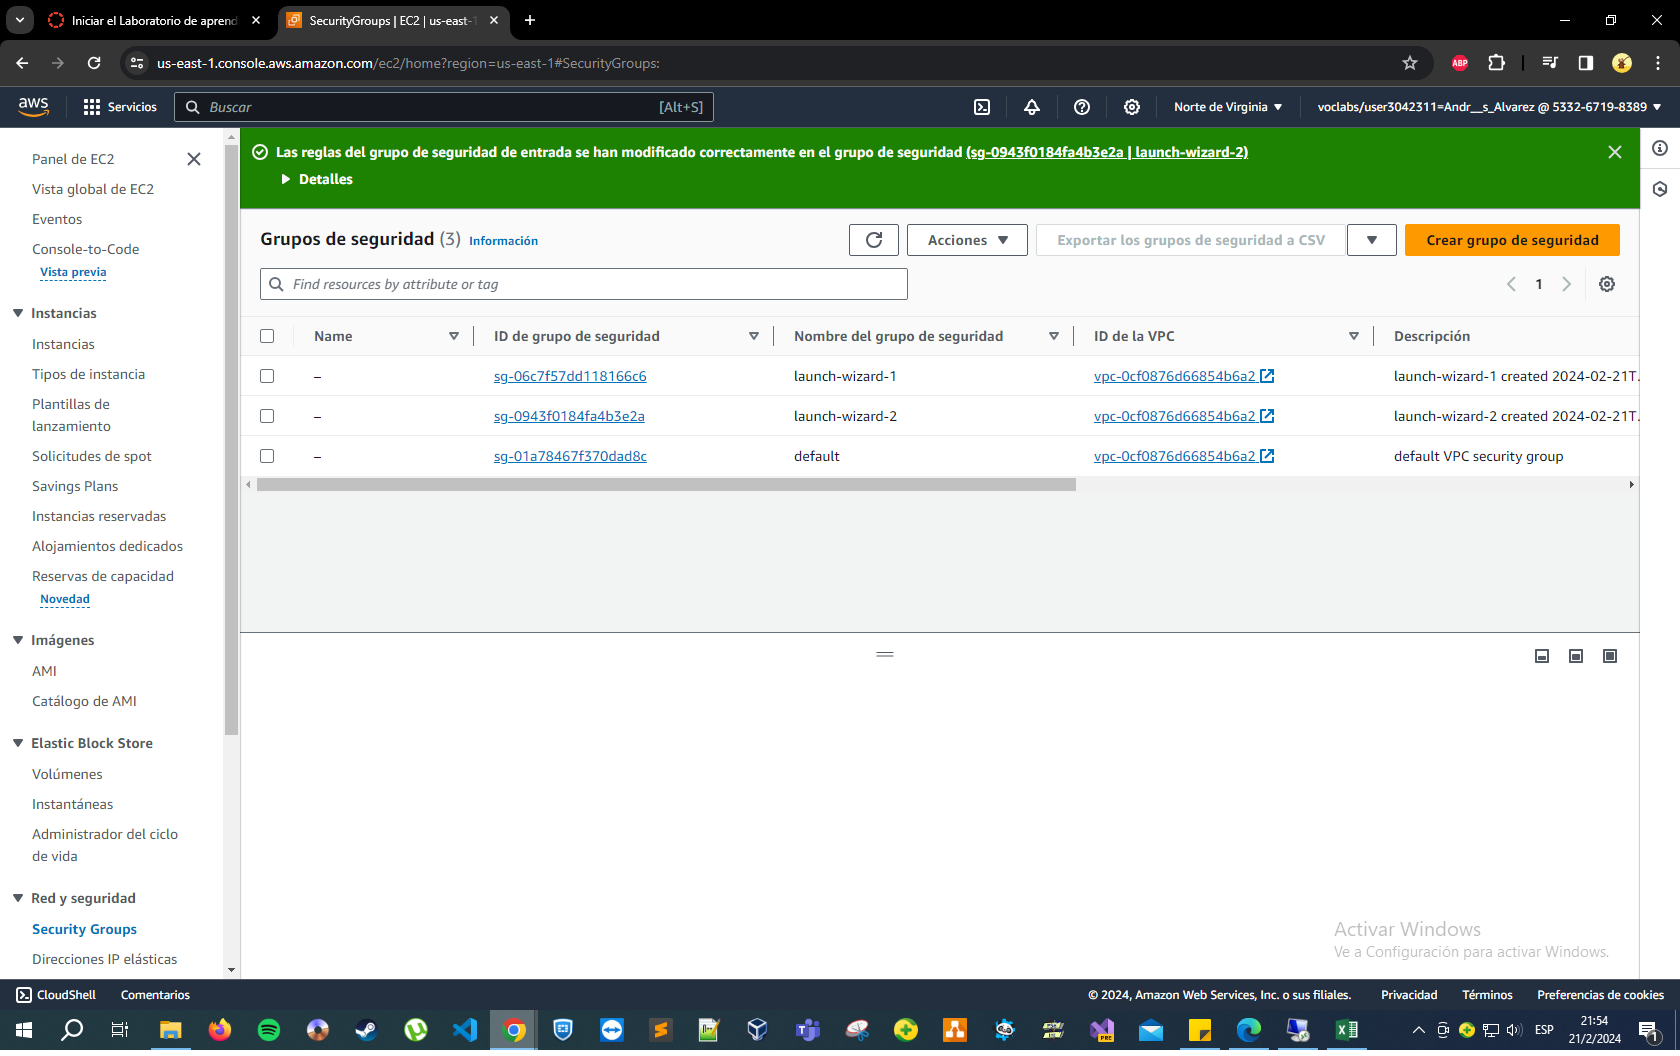 Iniciar el Laboratorio de aprend
SecurityGroups | EC2 | us-east-1
us-east-1.console.aws.amazon.com/ec2/home?region=us-east-1#SecurityGroups:
ABP
aws
Servicios
Buscar
[Alt+S]
Norte de Virginia
voclabs/user3042311=Andr__s_Alvarez @ 5332-6719-8389
Panel de EC2
Vista global de EC2
Eventos
Console-to-Code
Vista previa
Instancias
Instancias
Tipos de instancia
Plantillas de
lanzamiento
Solicitudes de spot
Savings Plans
Instancias reservadas
Alojamientos dedicados
Reservas de capacidad
Novedad
Imágenes
AMI
Catálogo de AMI
Elastic Block Store
Volúmenes
Instantáneas
Administrador del ciclo
de vida
Red y seguridad
Security Groups
Direcciones IP elásticas
Las reglas del grupo de seguridad de entrada se han modificado correctamente en el grupo de seguridad (sg-0943f0184fa4b3e2a | launch-wizard-2)
Detalles
Grupos de seguridad (3) Información
Acciones
Exportar los grupos de seguridad a CSV
Crear grupo de seguridad
Find resources by attribute or tag
1
Name ID de grupo de seguridad Nombre del grupo de seguridad ID de la VPC Descripción
– sg-06c7f57dd118166c6 launch-wizard-1 vpc-0cf0876d66854b6a2 launch-wizard-1 created 2024-02-21T.
– sg-0943f0184fa4b3e2a launch-wizard-2 vpc-0cf0876d66854b6a2 launch-wizard-2 created 2024-02-21T.
– sg-01a78467f370dad8c default vpc-0cf0876d66854b6a2 default VPC security group
Activar Windows
Ve a Configuración para activar Windows.
CloudShell
Comentarios
© 2024, Amazon Web Services, Inc. o sus filiales.
Privacidad
Términos
Preferencias de cookies
PRE
ESP
21:54
21/2/2024
1